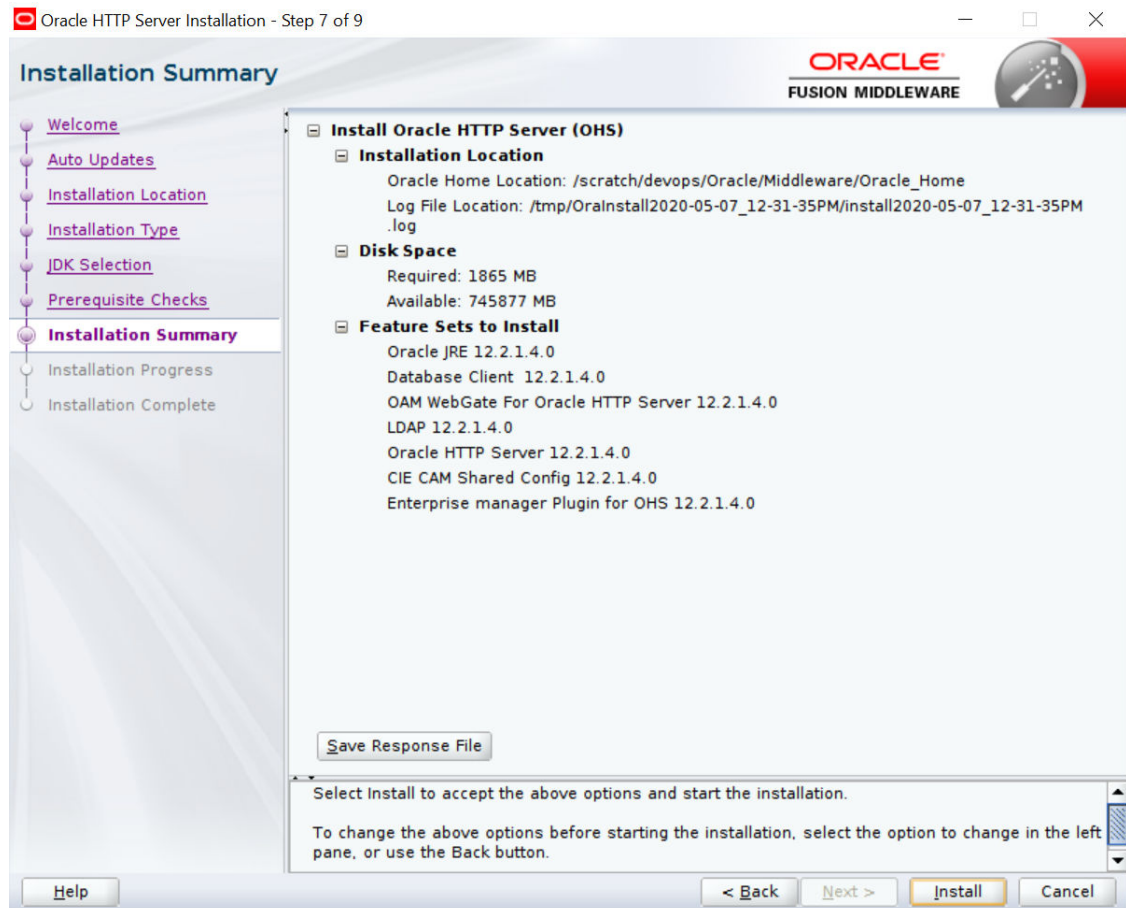 Oracle HTTP Server Installation - Step 7 of 9
Installation Summary
ORACLE
FUSION MIDDLEWARE
Welcome
Auto Updates
Installation Location
Installation Type
JDK Selection
Prerequisite Checks
Installation Summary
Installation Progress
Installation Complete
Install Oracle HTTP Server (OHS)
Installation Location
Oracle Home Location: /scratch/devops/Oracle/Middleware/Oracle_Home
Log File Location: /tmp/OraInstall2020-05-07_12-31-35PM/install2020-05-07_12-31-35PM
.log
Disk Space
Required: 1865 MB
Available: 745877 MB
Feature Sets to Install
Oracle JRE 12.2.1.4.0
Database Client 12.2.1.4.0
OAM WebGate For Oracle HTTP Server 12.2.1.4.0
LDAP 12.2.1.4.0
Oracle HTTP Server 12.2.1.4.0
CIE CAM Shared Config 12.2.1.4.0
Enterprise manager Plugin for OHS 12.2.1.4.0
Save Response File
Select Install to accept the above options and start the installation.
To change the above options before starting the installation, select the option to change in the left
pane, or use the Back button.
Help
< Back
Next >
Install
Cancel